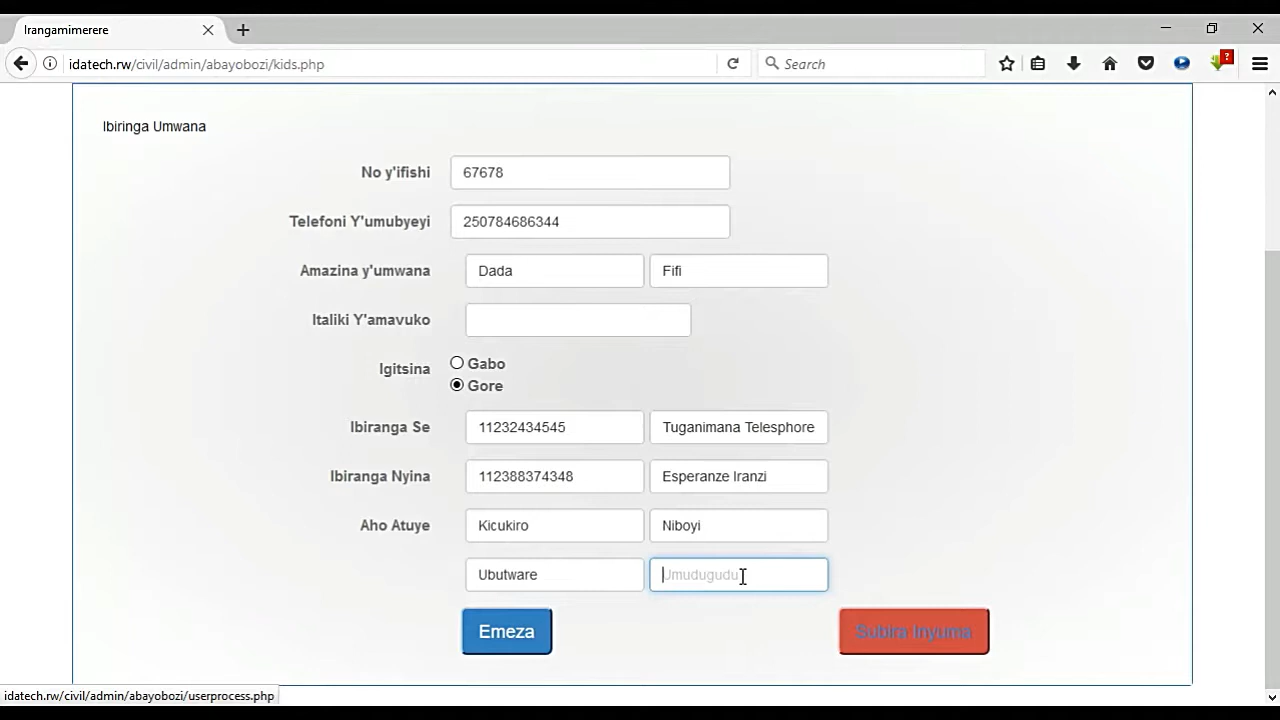 Irangamimerere
idatech.rw/civil/admin/abayobozi/kids.php
Search
?
Ibiringa Umwana
No y'ifishi 67678
Telefoni Y'umubyeyi 250784686344
Amazina y'umwana Dada Fifi
Italiki Y'amavuko
Igitsina Gabo
Gore
Ibiranga Se 11232434545 Tuganimana Telesphore
Ibiranga Nyina 112388374348 Esperanze Iranzi
Aho Atuye Kicukiro Niboyi
Ubutware Umudugudu
Emeza Subira Inyuma
idatech.rw/civil/admin/abayobozi/userprocess.php